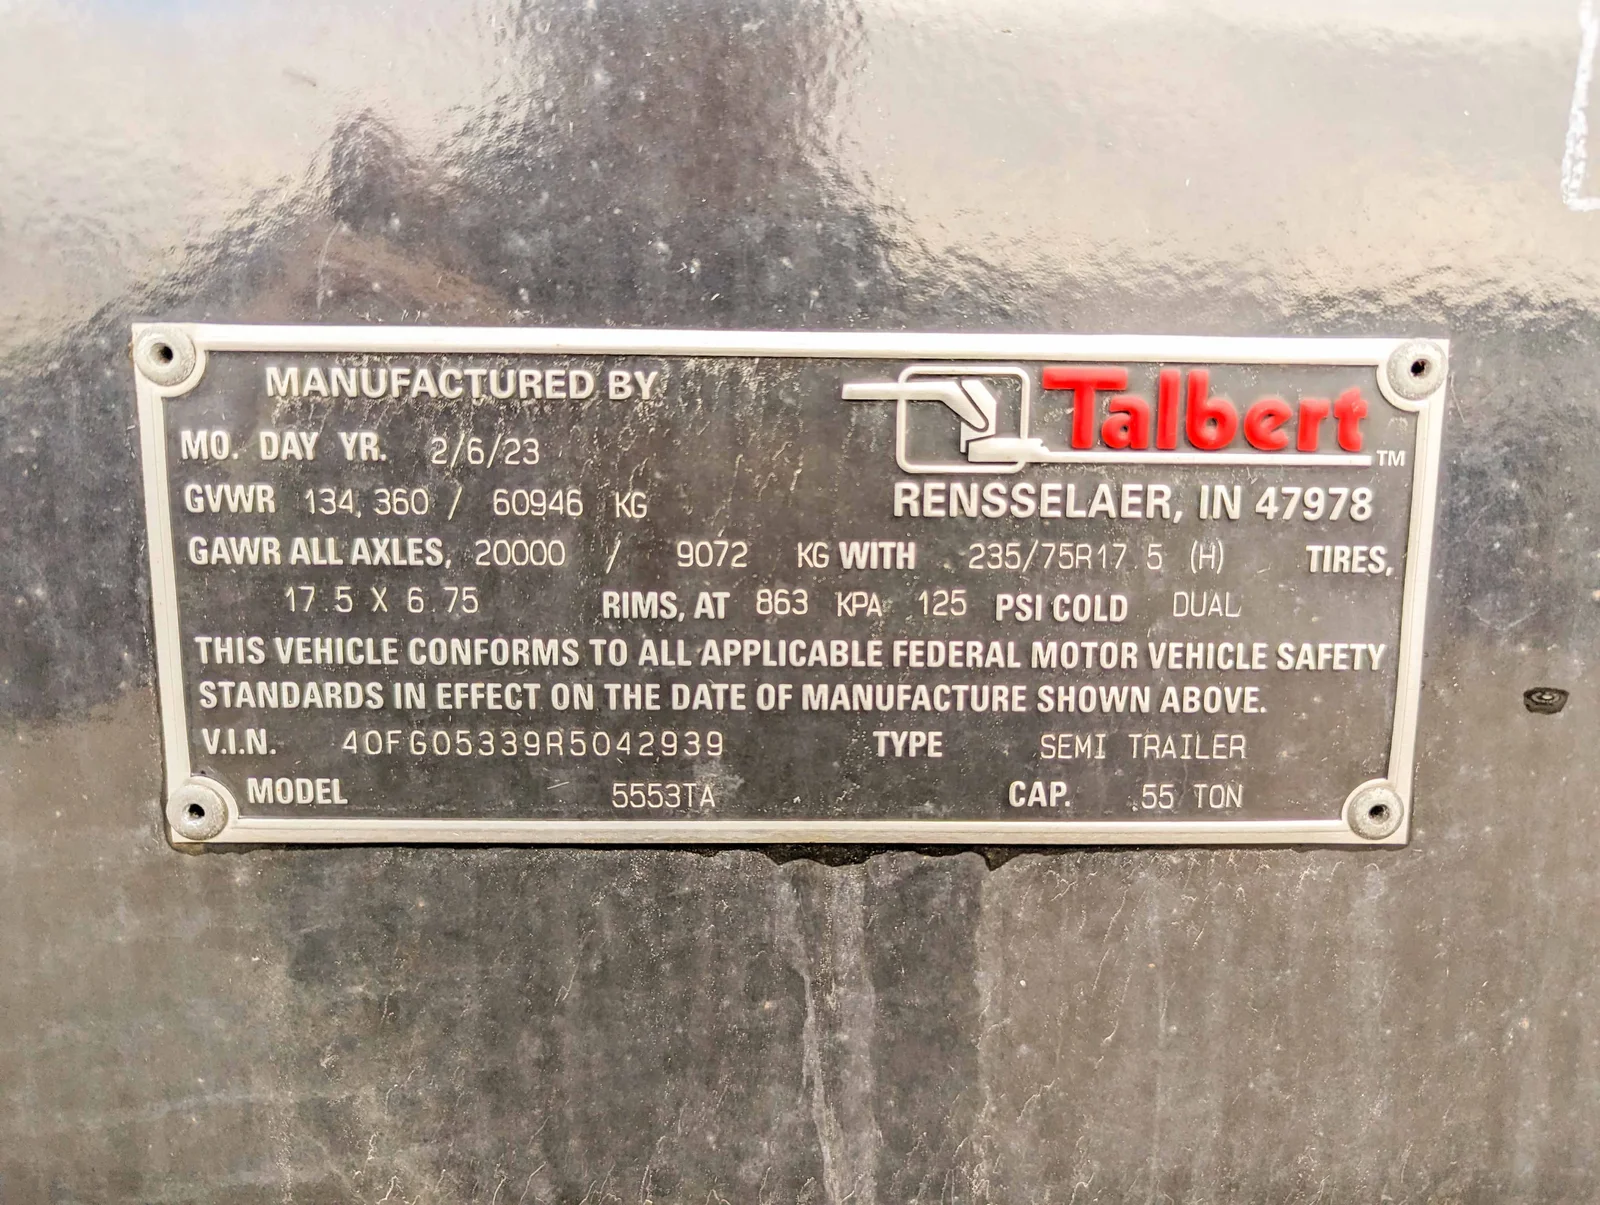 MANUFACTURED BY
Talbert TM
MO. DAY YR. 2/6/23
GVWR 134,360 / 60946 KG
RENSSELAER, IN 47978
GAWR ALL AXLES, 20000 / 9072 KG WITH 235/75R17.5 (H) TIRES,
17.5 X 6.75 RIMS, AT 863 KPA 125 PSI COLD DUAL
THIS VEHICLE CONFORMS TO ALL APPLICABLE FEDERAL MOTOR VEHICLE SAFETY
STANDARDS IN EFFECT ON THE DATE OF MANUFACTURE SHOWN ABOVE.
V.I.N. 40FG05339R5042939 TYPE SEMI TRAILER
MODEL 5553TA CAP. 55 TON